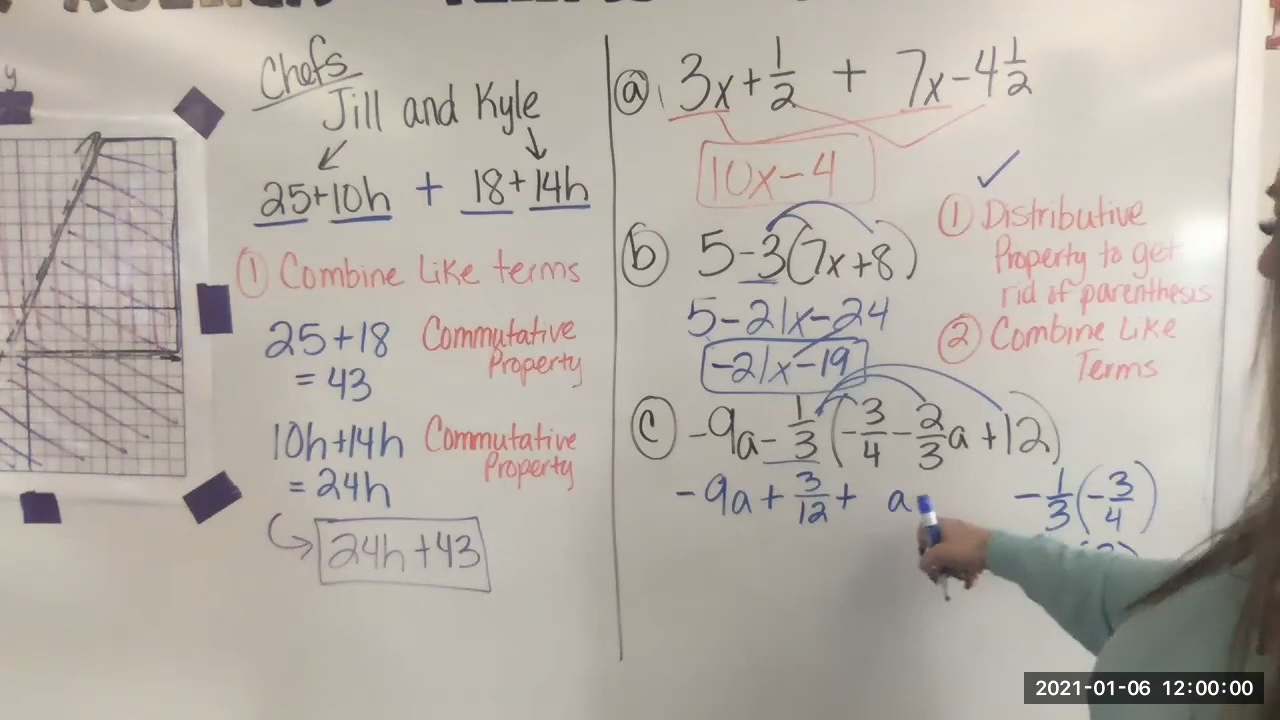 y
Chefs
Jill and Kyle
25+10h + 18+14h
① Combine Like terms
25+18 Commutative Property
= 43
10h+14h Commutative Property
= 24h
24h+43
ⓐ 3x+1/2 + 7x-4 1/2
10x-4
ⓑ 5-3(7x+8)
5-21x-24
-21x-19
✓
① Distributive
Property to get
rid of parenthesis
② Combine Like
Terms
ⓒ -9a-1/3(-3/4-2/3a+12)
-9a+3/12+ a
-1/3(-3/4)
2021-01-06 12:00:00